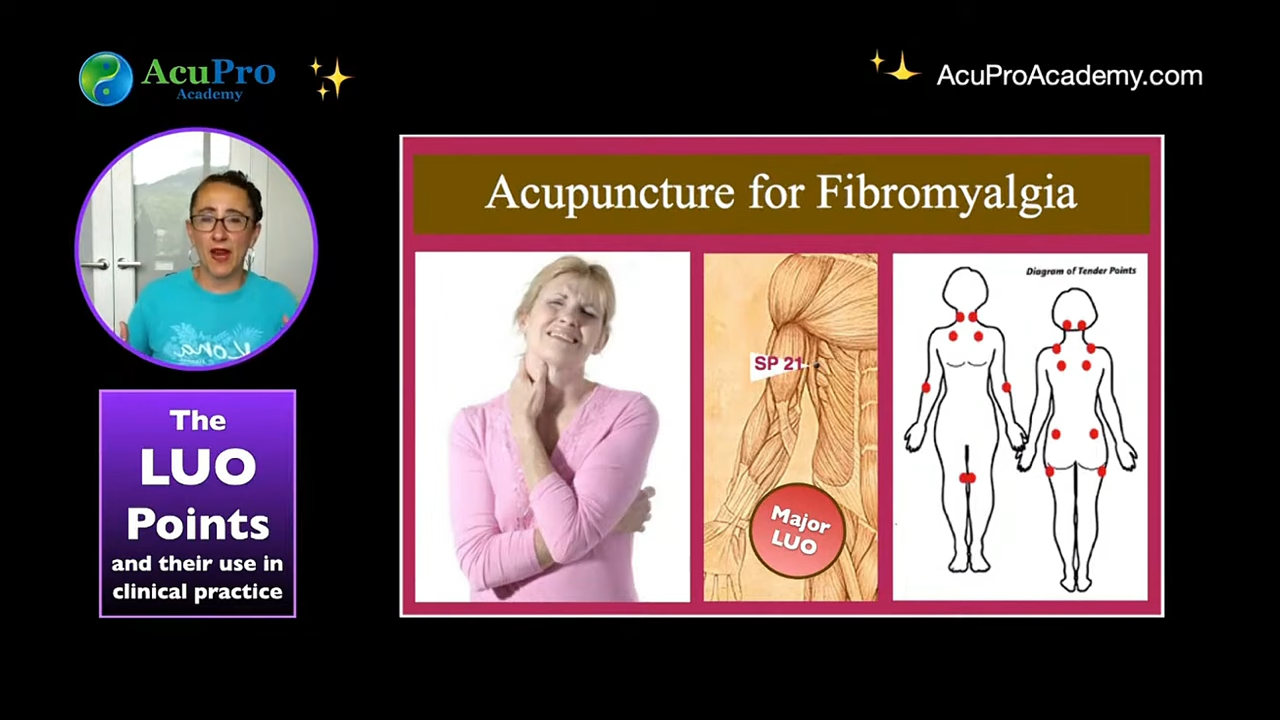 AcuPro
Academy
AcuProAcademy.com
The
LUO
Points
and their use in
clinical practice
Acupuncture for Fibromyalgia
SP 21
Major
LUO
Diagram of Tender Points